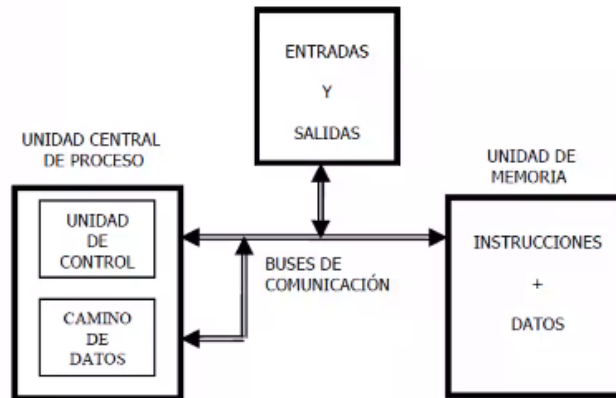 ENTRADAS
Y
SALIDAS
UNIDAD CENTRAL
DE PROCESO
UNIDAD
DE
CONTROL
CAMINO
DE
DATOS
BUSES DE
COMUNICACIÓN
UNIDAD DE
MEMORIA
INSTRUCCIONES
+
DATOS